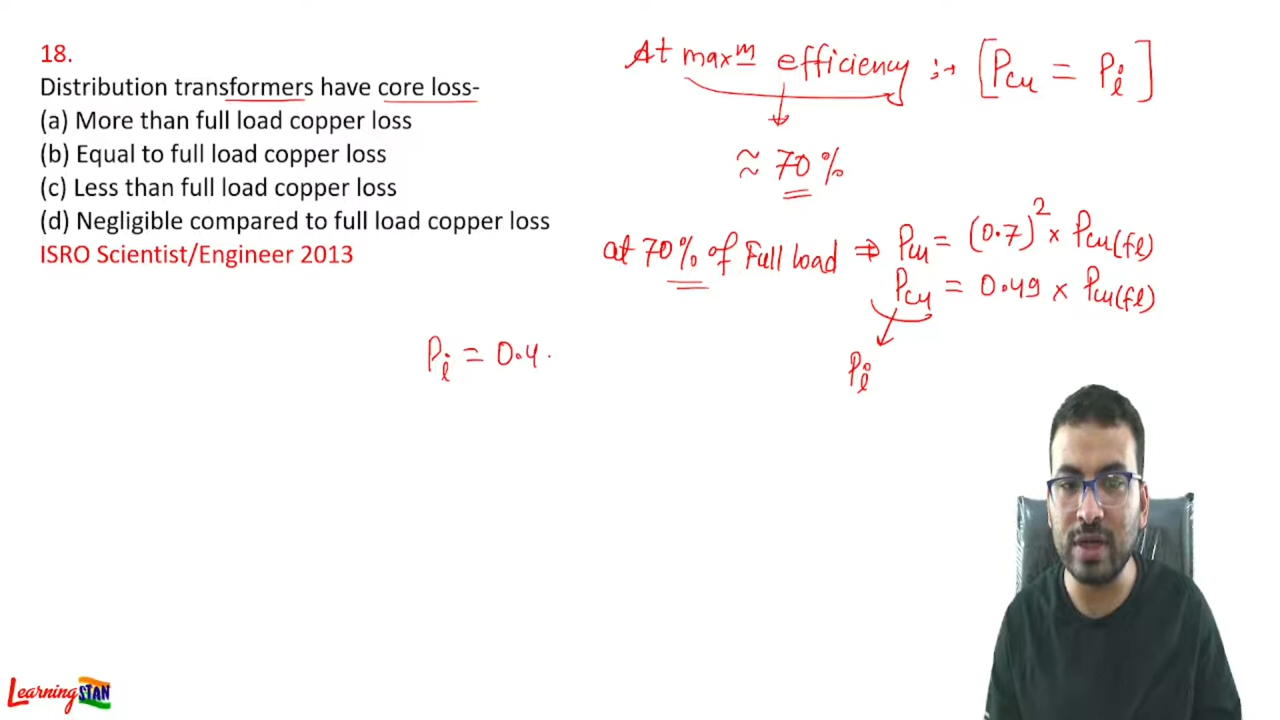 18.
Distribution transformers have core loss-
(a) More than full load copper loss
(b) Equal to full load copper loss
(c) Less than full load copper loss
(d) Negligible compared to full load copper loss
ISRO Scientist/Engineer 2013
At maxᵐ efficiency :→ [Pcu = Pi]
≈ 70 %
at 70% of Full load ⇒ Pcu = (0.7)² × Pcu(fl)
Pcu = 0.49 × Pcu(fl)
Pi
Pi = 0.4
Learning STAN